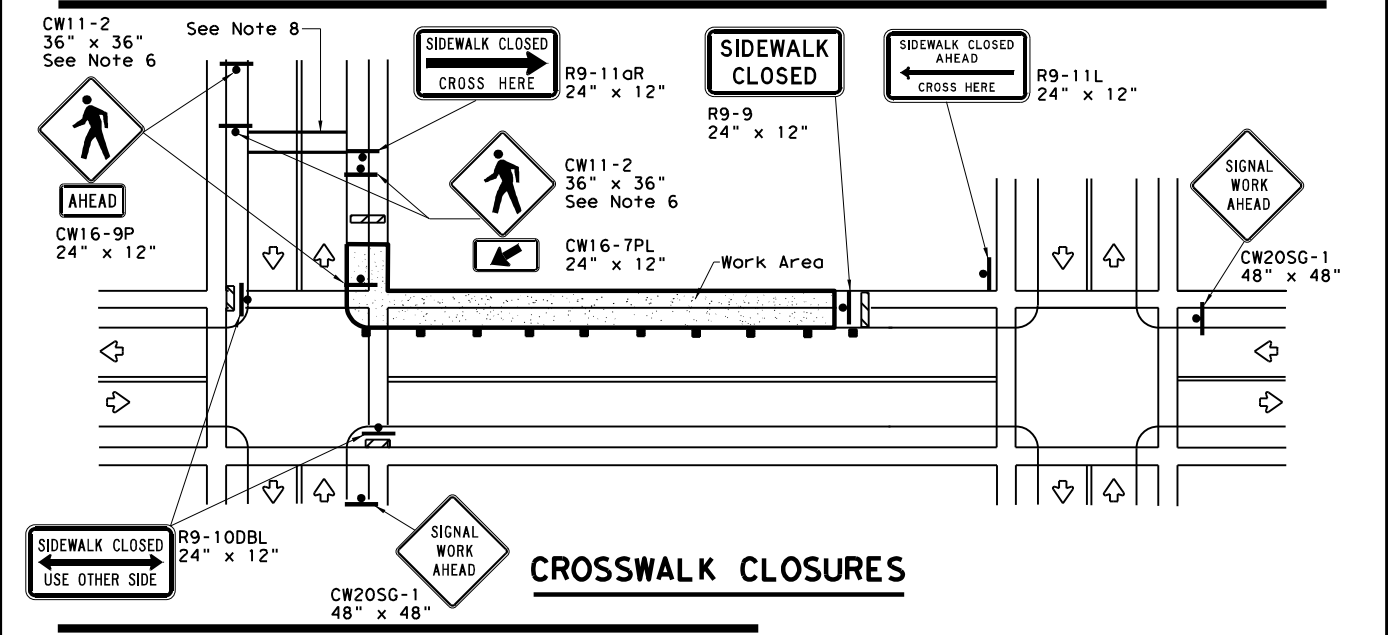 CW11-2
36" x 36"
See Note 6
See Note 8
SIDEWALK CLOSED
CROSS HERE
R9-11aR
24" x 12"
SIDEWALK
CLOSED
R9-9
24" x 12"
SIDEWALK CLOSED
AHEAD
CROSS HERE
R9-11L
24" x 12"
AHEAD
CW16-9P
24" x 12"
CW11-2
36" x 36"
See Note 6
CW16-7PL
24" x 12"
Work Area
SIGNAL
WORK
AHEAD
CW20SG-1
48" x 48"
SIDEWALK CLOSED
USE OTHER SIDE
R9-10DBL
24" x 12"
SIGNAL
WORK
AHEAD
CW20SG-1
48" x 48"
CROSSWALK CLOSURES